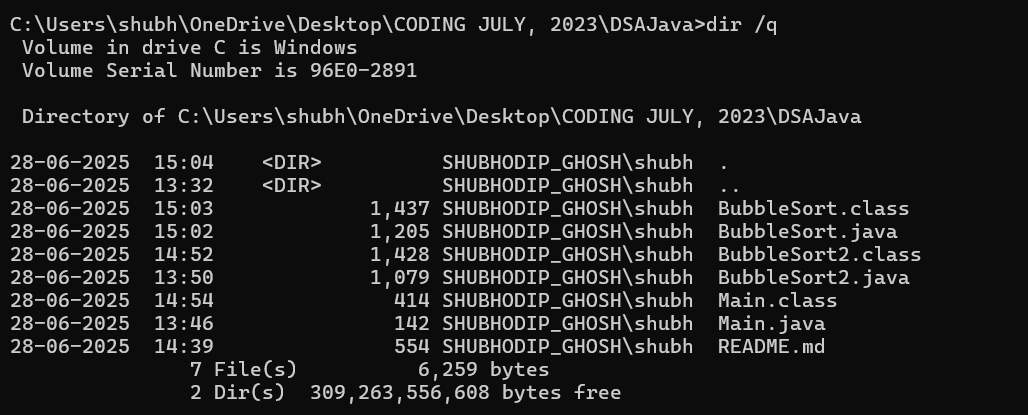 C:\Users\shubh\OneDrive\Desktop\CODING JULY, 2023\DSAJava>dir /q
Volume in drive C is Windows
Volume Serial Number is 96E0-2891
Directory of C:\Users\shubh\OneDrive\Desktop\CODING JULY, 2023\DSAJava
28-06-2025  15:04    <DIR>          SHUBHODIP_GHOSH\shubh  .
28-06-2025  13:32    <DIR>          SHUBHODIP_GHOSH\shubh  ..
28-06-2025  15:03             1,437 SHUBHODIP_GHOSH\shubh  BubbleSort.class
28-06-2025  15:02             1,205 SHUBHODIP_GHOSH\shubh  BubbleSort.java
28-06-2025  14:52             1,428 SHUBHODIP_GHOSH\shubh  BubbleSort2.class
28-06-2025  13:50             1,079 SHUBHODIP_GHOSH\shubh  BubbleSort2.java
28-06-2025  14:54               414 SHUBHODIP_GHOSH\shubh  Main.class
28-06-2025  13:46               142 SHUBHODIP_GHOSH\shubh  Main.java
28-06-2025  14:39               554 SHUBHODIP_GHOSH\shubh  README.md
7 File(s)          6,259 bytes
2 Dir(s)  309,263,556,608 bytes free